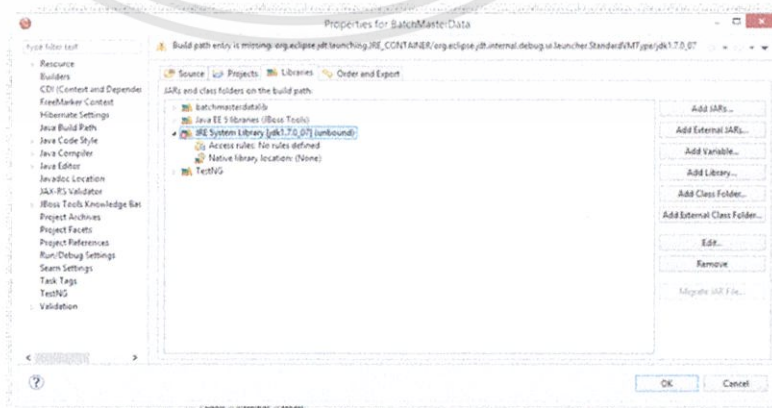 Properties for BatchMasterData
type filter text
Build path entry is missing: org.eclipse.jdt.launching.JRE_CONTAINER/org.eclipse.jdt.internal.debug.ui.launcher.StandardVMType/jdk1.7.0_07
Resource
Builders
CDI (Context and Depender
FreeMarker Context
Hibernate Settings
Java Build Path
Java Code Style
Java Compiler
Java Editor
Javadoc Location
JAX-RS Validator
JBoss Tools Knowledge Bas
Project Archives
Project Facets
Project References
Run/Debug Settings
Seam Settings
Task Tags
TestNG
Validation
Source Projects Libraries Order and Export
JARs and class folders on the build path:
batchmasterdatalib
Java EE 5 libraries (JBoss Tools)
JRE System Library [jdk1.7.0_07] (unbound)
Access rules: No rules defined
Native library location: (None)
TestNG
Add JARs...
Add External JARs...
Add Variable...
Add Library...
Add Class Folder...
Add External Class Folder...
Edit...
Remove
Migrate JAR File...
OK Cancel